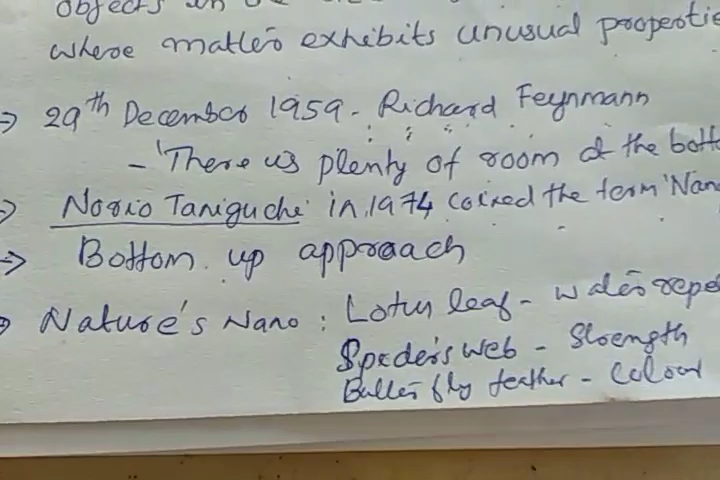 objects in
where matter exhibits unusual propertie
⇒ 29th December 1959 - Richard Feynmann
- 'There is plenty of room at the botto
⇒ Norio Taniguchi in 1974 coined the term 'Nan
⇒ Bottom up approach
⇒ Nature's Nano : Lotus leaf - water repe
Spider's web - Strength
Butterfly feather - Colour